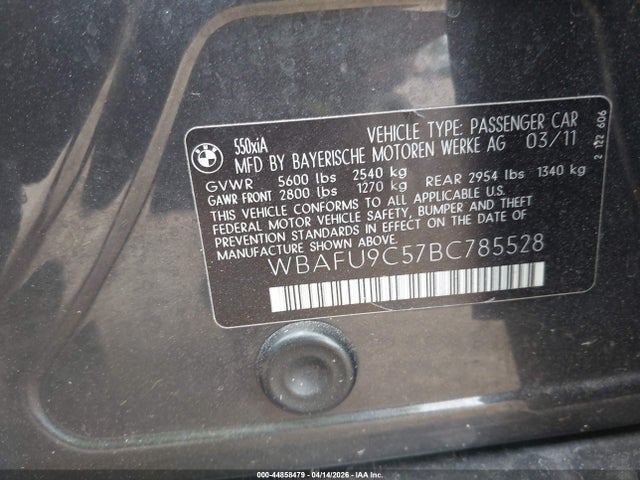 550xiA
VEHICLE TYPE: PASSENGER CAR
MFD BY BAYERISCHE MOTOREN WERKE AG 03/11
GVWR 5600 lbs 2540 kg
GAWR FRONT 2800 lbs 1270 kg REAR 2954 lbs 1340 kg
THIS VEHICLE CONFORMS TO ALL APPLICABLE U.S.
FEDERAL MOTOR VEHICLE SAFETY, BUMPER AND THEFT
PREVENTION STANDARDS IN EFFECT ON THE DATE OF
MANUFACTURE SHOWN ABOVE.
WBAFU9C57BC785528
2 122 606
000-44858479 - 04/14/2026 - IAA Inc.